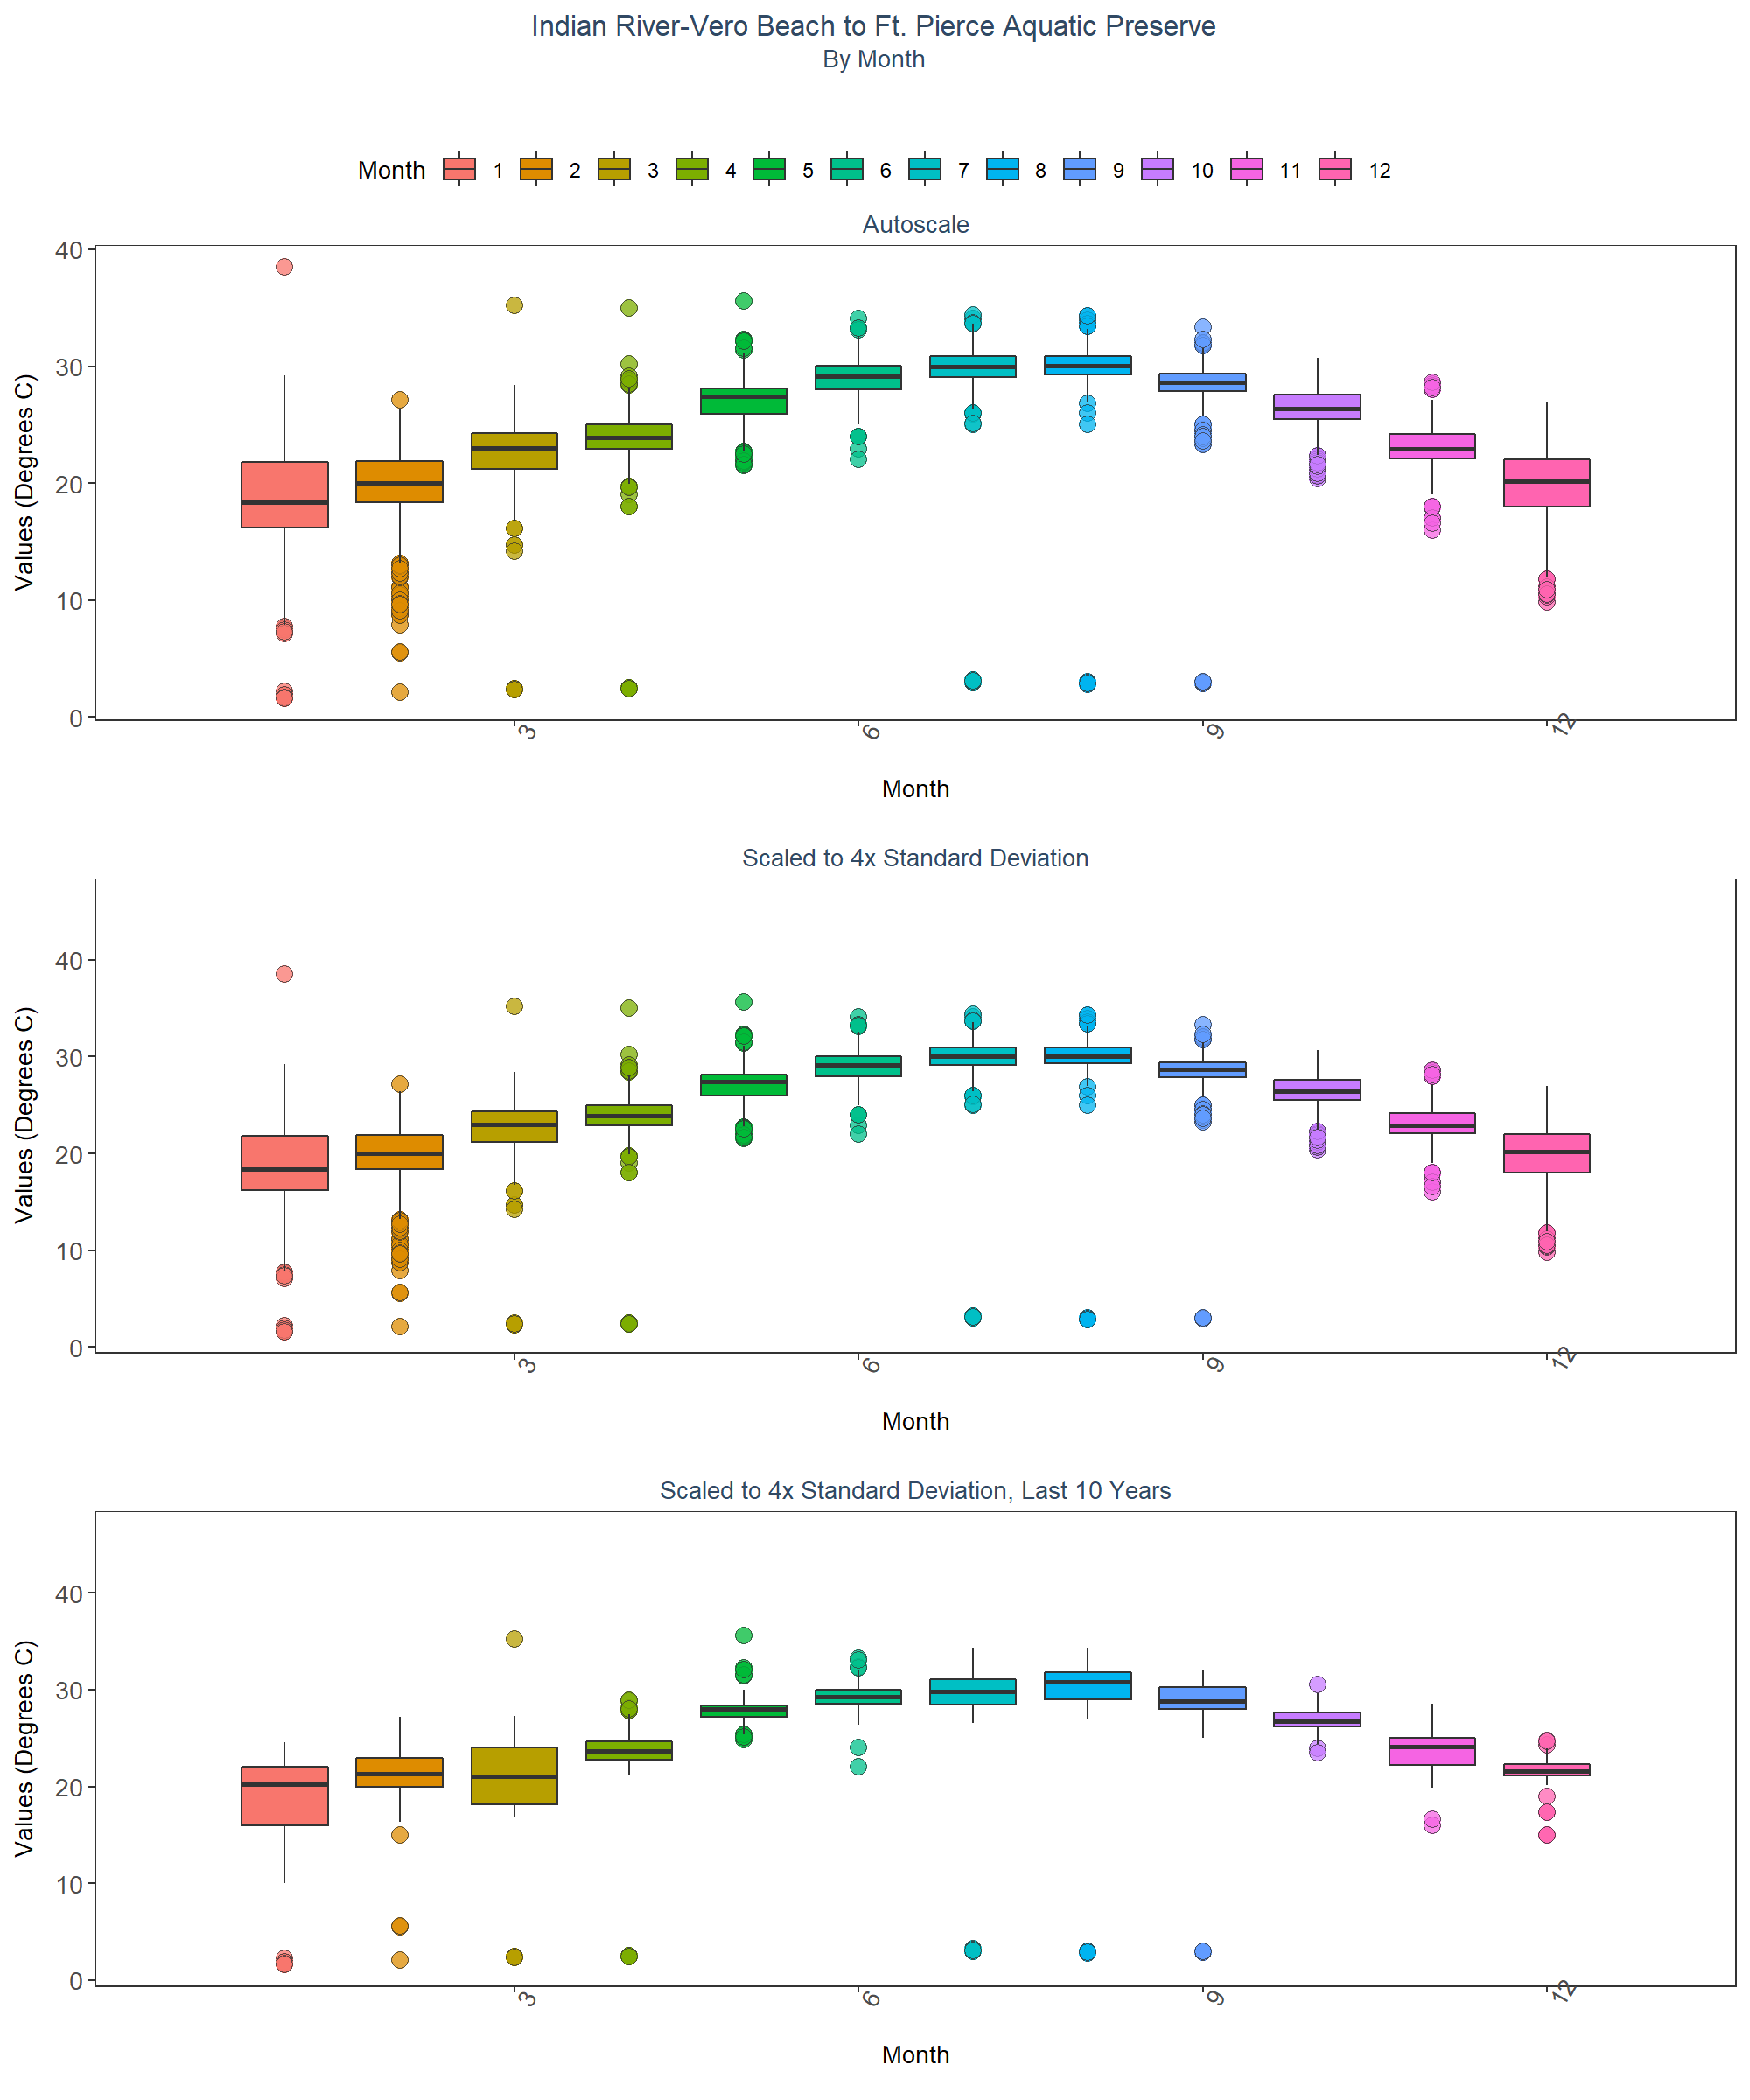 Indian River-Vero Beach to Ft. Pierce Aquatic Preserve
By Month
Month 1 2 3 4 5 6 7 8 9 10 11 12
Autoscale
Values (Degrees C)
40
30
20
10
0
3 6 9 12
Month
Scaled to 4x Standard Deviation
Values (Degrees C)
40
30
20
10
0
3 6 9 12
Month
Scaled to 4x Standard Deviation, Last 10 Years
Values (Degrees C)
40
30
20
10
0
3 6 9 12
Month